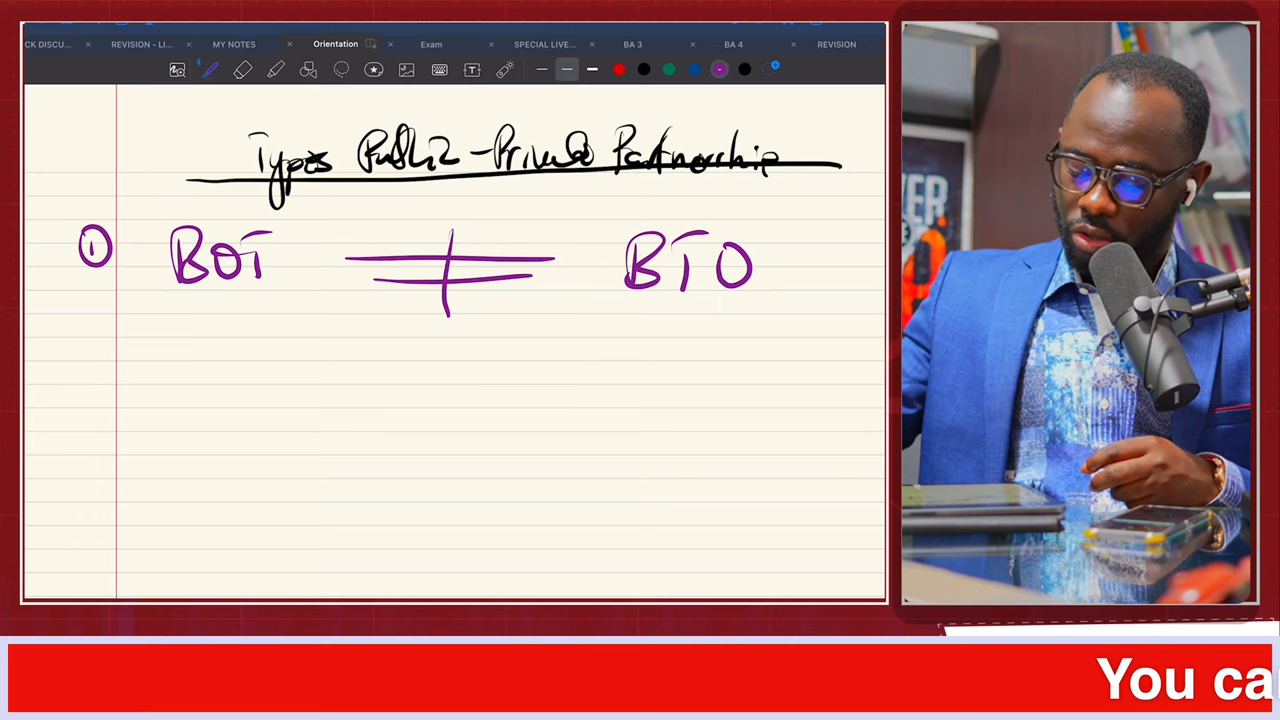 CK DISCU... × REVISION - LI... × MY NOTES × Orientation × Exam × SPECIAL LIVE... × BA 3 × BA 4 × REVISION
T
Types Public-Private Partnership
① BOT ≠ BTO
You ca